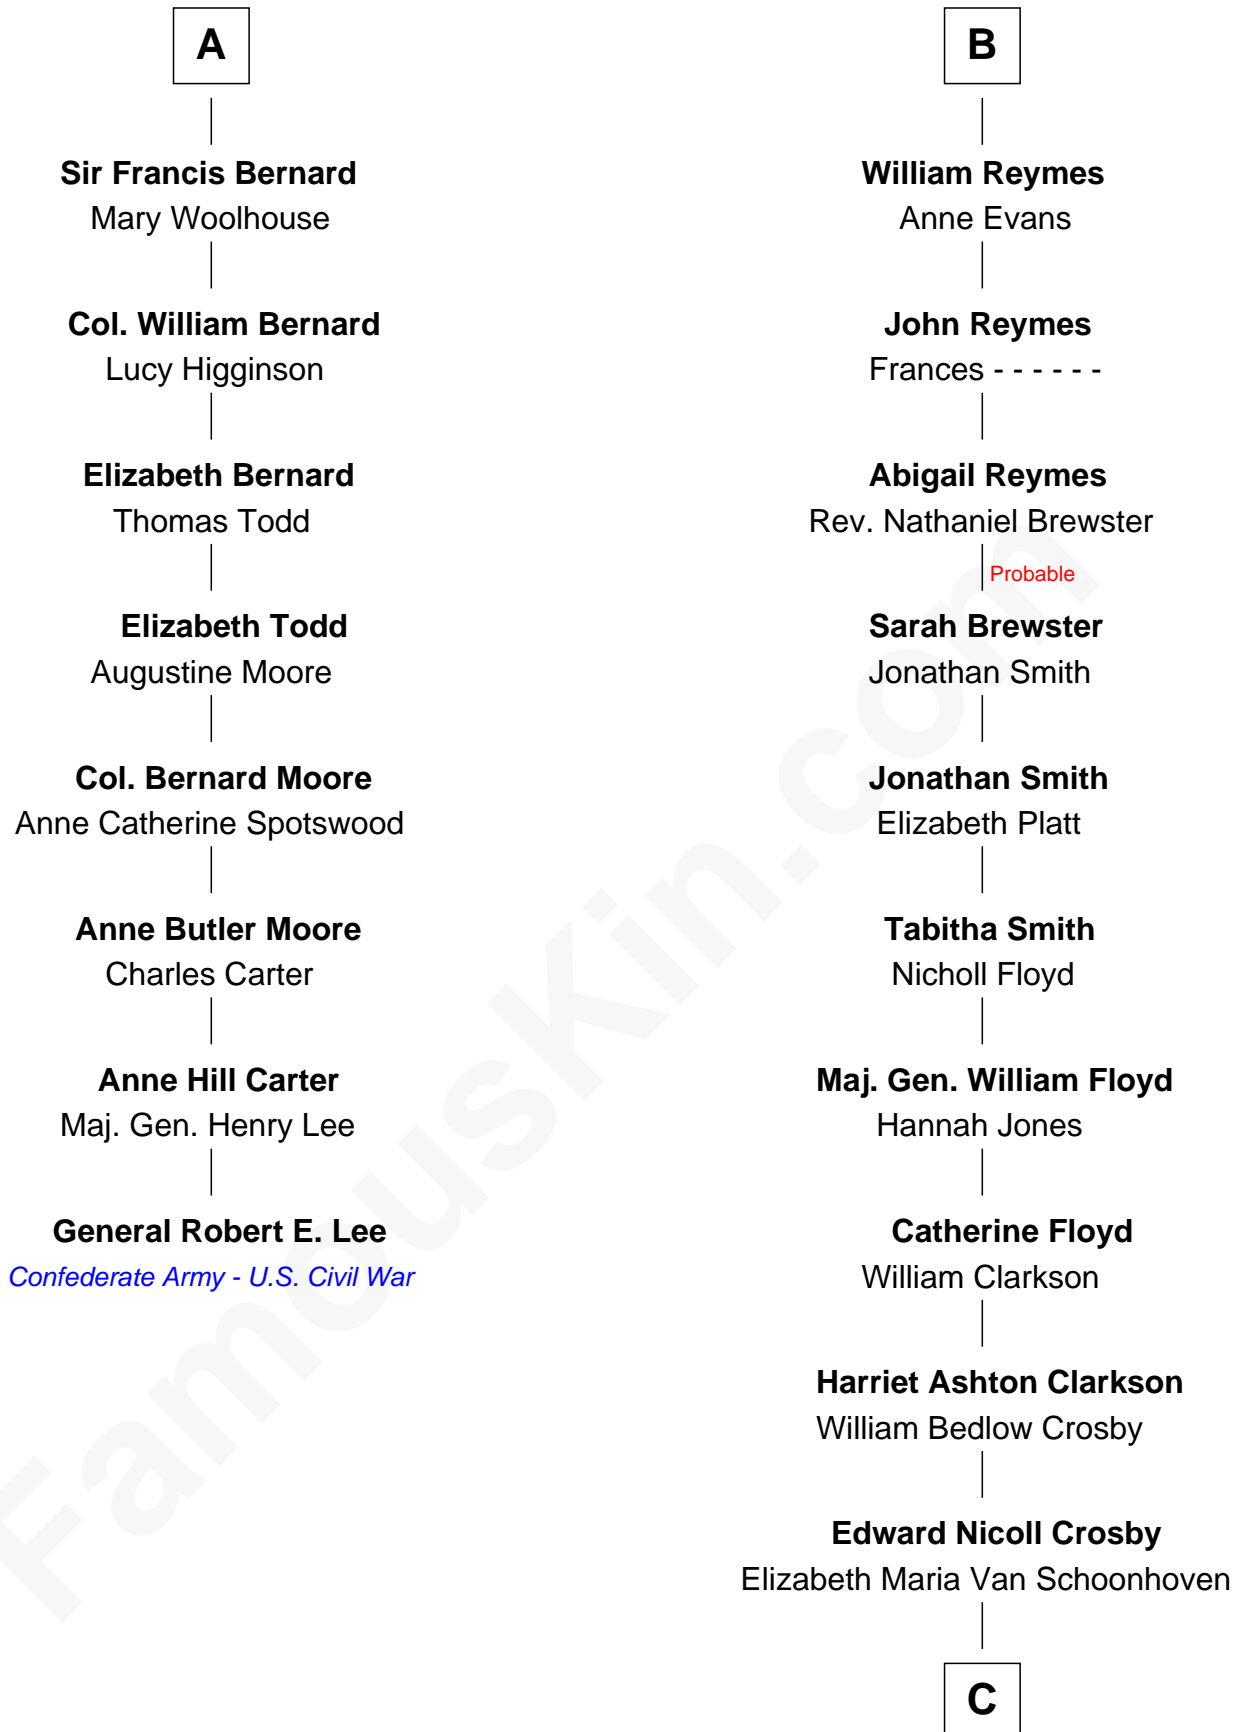 A
Sir Francis Bernard
Mary Woolhouse
Col. William Bernard
Lucy Higginson
Elizabeth Bernard
Thomas Todd
Elizabeth Todd
Augustine Moore
Col. Bernard Moore
Anne Catherine Spotswood
Anne Butler Moore
Charles Carter
Anne Hill Carter
Maj. Gen. Henry Lee
General Robert E. Lee
Confederate Army - U.S. Civil War
B
William Reymes
Anne Evans
John Reymes
Frances - - - - - -
Abigail Reymes
Rev. Nathaniel Brewster
Probable
Sarah Brewster
Jonathan Smith
Jonathan Smith
Elizabeth Platt
Tabitha Smith
Nicholl Floyd
Maj. Gen. William Floyd
Hannah Jones
Catherine Floyd
William Clarkson
Harriet Ashton Clarkson
William Bedlow Crosby
Edward Nicoll Crosby
Elizabeth Maria Van Schoonhoven
C
FamousKin.com